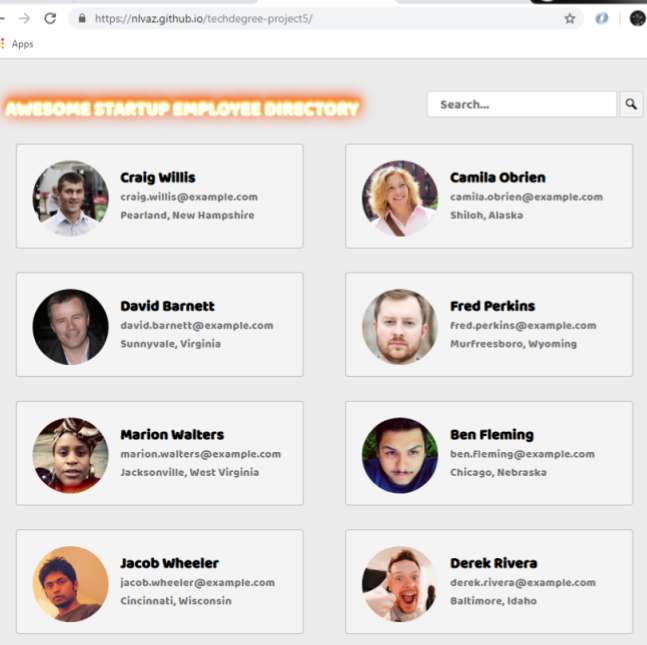 https://nlvaz.github.io/techdegree-project5/
Apps
AWESOME STARTUP EMPLOYEE DIRECTORY
Search...
Craig Willis
craig.willis@example.com
Pearland, New Hampshire
Camila Obrien
camila.obrien@example.com
Shiloh, Alaska
David Barnett
david.barnett@example.com
Sunnyvale, Virginia
Fred Perkins
fred.perkins@example.com
Murfreesboro, Wyoming
Marion Walters
marion.walters@example.com
Jacksonville, West Virginia
Ben Fleming
ben.fleming@example.com
Chicago, Nebraska
Jacob Wheeler
jacob.wheeler@example.com
Cincinnati, Wisconsin
Derek Rivera
derek.rivera@example.com
Baltimore, Idaho